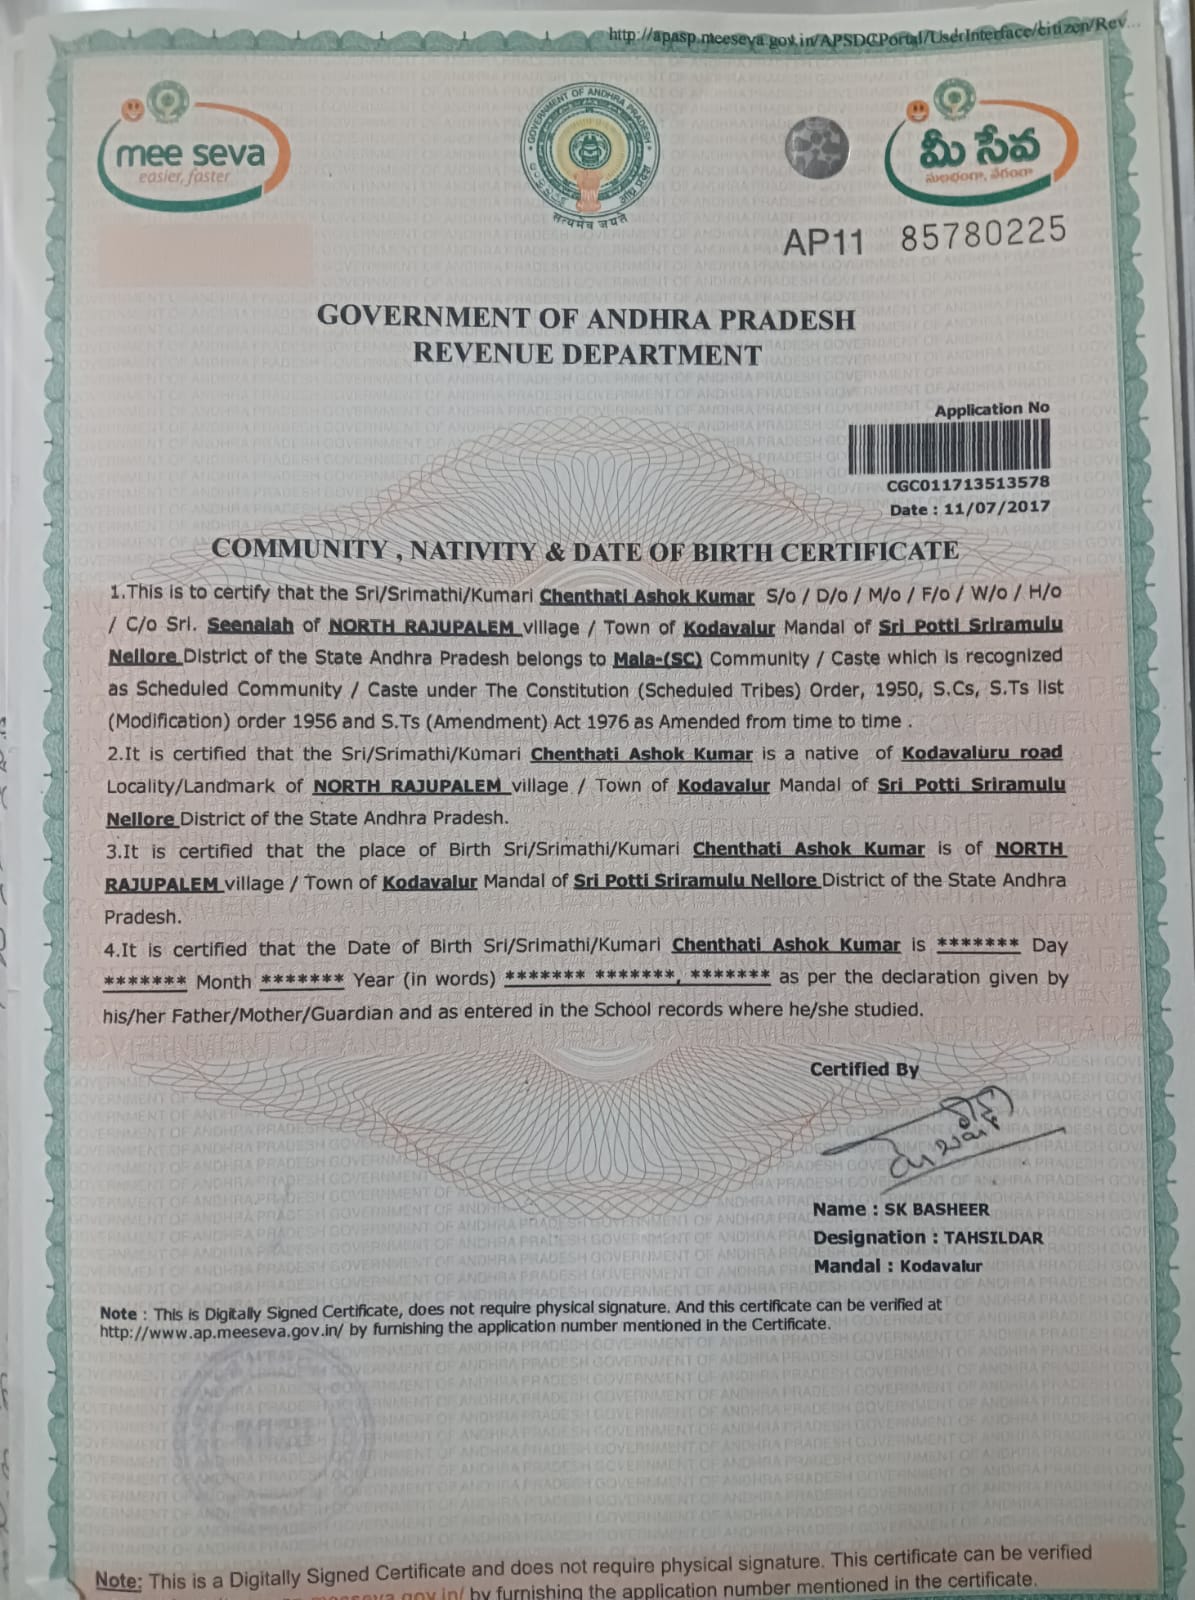 http://apasp.meeseva.gov.in/APSDCPortal/UserInterface/citizen/Rev...
mee seva
easier, faster
GOVERNMENT OF ANDHRA PRADESH
सत्यमेव जयते
మీ సేవ
AP11 85780225
GOVERNMENT OF ANDHRA PRADESH
REVENUE DEPARTMENT
Application No
CGC011713513578
Date : 11/07/2017
COMMUNITY , NATIVITY & DATE OF BIRTH CERTIFICATE
1.This is to certify that the Sri/Srimathi/Kumari Chenthati Ashok Kumar S/o / D/o / M/o / F/o / W/o / H/o
/ C/o Sri. Seenaiah of NORTH RAJUPALEM village / Town of Kodavalur Mandal of Sri Potti Sriramulu
Nellore District of the State Andhra Pradesh belongs to Mala-(SC) Community / Caste which is recognized
as Scheduled Community / Caste under The Constitution (Scheduled Tribes) Order, 1950, S.Cs, S.Ts list
(Modification) order 1956 and S.Ts (Amendment) Act 1976 as Amended from time to time .
2.It is certified that the Sri/Srimathi/Kumari Chenthati Ashok Kumar is a native of Kodavaluru road
Locality/Landmark of NORTH RAJUPALEM village / Town of Kodavalur Mandal of Sri Potti Sriramulu
Nellore District of the State Andhra Pradesh.
3.It is certified that the place of Birth Sri/Srimathi/Kumari Chenthati Ashok Kumar is of NORTH
RAJUPALEM village / Town of Kodavalur Mandal of Sri Potti Sriramulu Nellore District of the State Andhra
Pradesh.
4.It is certified that the Date of Birth Sri/Srimathi/Kumari Chenthati Ashok Kumar is ******* Day
******* Month ******* Year (in words) ******* *******, ******* as per the declaration given by
his/her Father/Mother/Guardian and as entered in the School records where he/she studied.
Certified By
Name : SK BASHEER
Designation : TAHSILDAR
Mandal : Kodavalur
Note : This is Digitally Signed Certificate, does not require physical signature. And this certificate can be verified at
http://www.ap.meeseva.gov.in/ by furnishing the application number mentioned in the Certificate.
Note: This is a Digitally Signed Certificate and does not require physical signature. This certificate can be verified
meeseva.gov.in/ by furnishing the application number mentioned in the certificate.